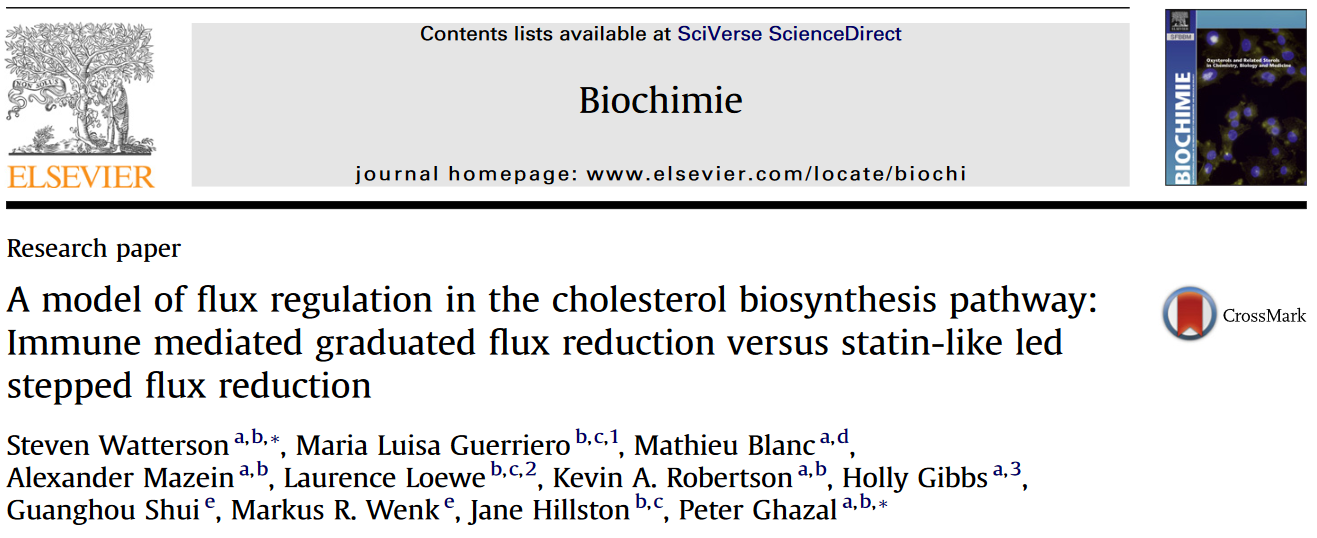 Contents lists available at SciVerse ScienceDirect
Biochimie
journal homepage: www.elsevier.com/locate/biochi
NON SOLUS
ELSEVIER
SFBBM
Oxysterols and Related Sterols
in Chemistry, Biology and Medicine
BIOCHIMIE
Research paper
A model of flux regulation in the cholesterol biosynthesis pathway:
Immune mediated graduated flux reduction versus statin-like led
stepped flux reduction
CrossMark
Steven Watterson a,b,*, Maria Luisa Guerriero b,c,1, Mathieu Blanc a,d,
Alexander Mazein a,b, Laurence Loewe b,c,2, Kevin A. Robertson a,b, Holly Gibbs a,3,
Guanghou Shui e, Markus R. Wenk e, Jane Hillston b,c, Peter Ghazal a,b,*